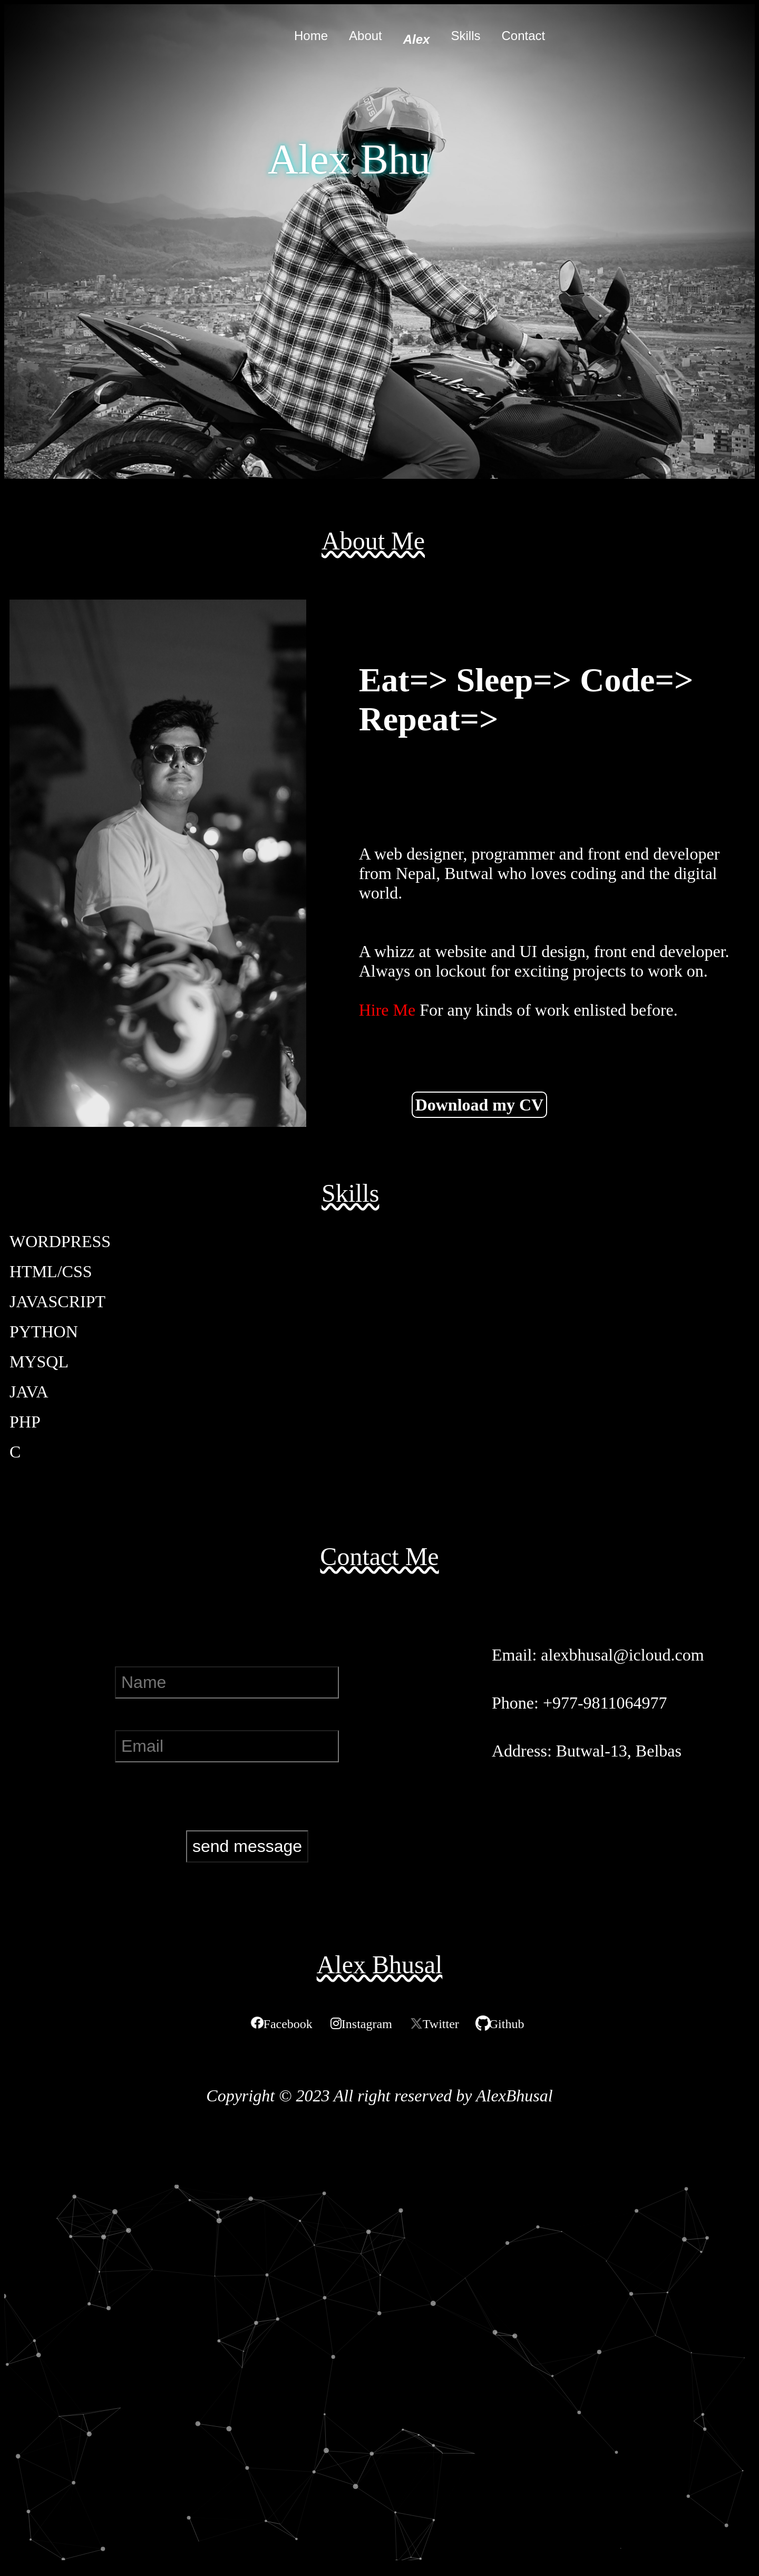 Home About Alex Skills Contact
Alex Bhu
About Me
Eat=> Sleep=> Code=>
Repeat=>
A web designer, programmer and front end developer
from Nepal, Butwal who loves coding and the digital
world.
A whizz at website and UI design, front end developer.
Always on lockout for exciting projects to work on.
Hire Me For any kinds of work enlisted before.
Download my CV
Skills
WORDPRESS
HTML/CSS
JAVASCRIPT
PYTHON
MYSQL
JAVA
PHP
C
Contact Me
Name
Email
send message
Email: alexbhusal@icloud.com
Phone: +977-9811064977
Address: Butwal-13, Belbas
Alex Bhusal
Facebook Instagram Twitter Github
Copyright © 2023 All right reserved by AlexBhusal